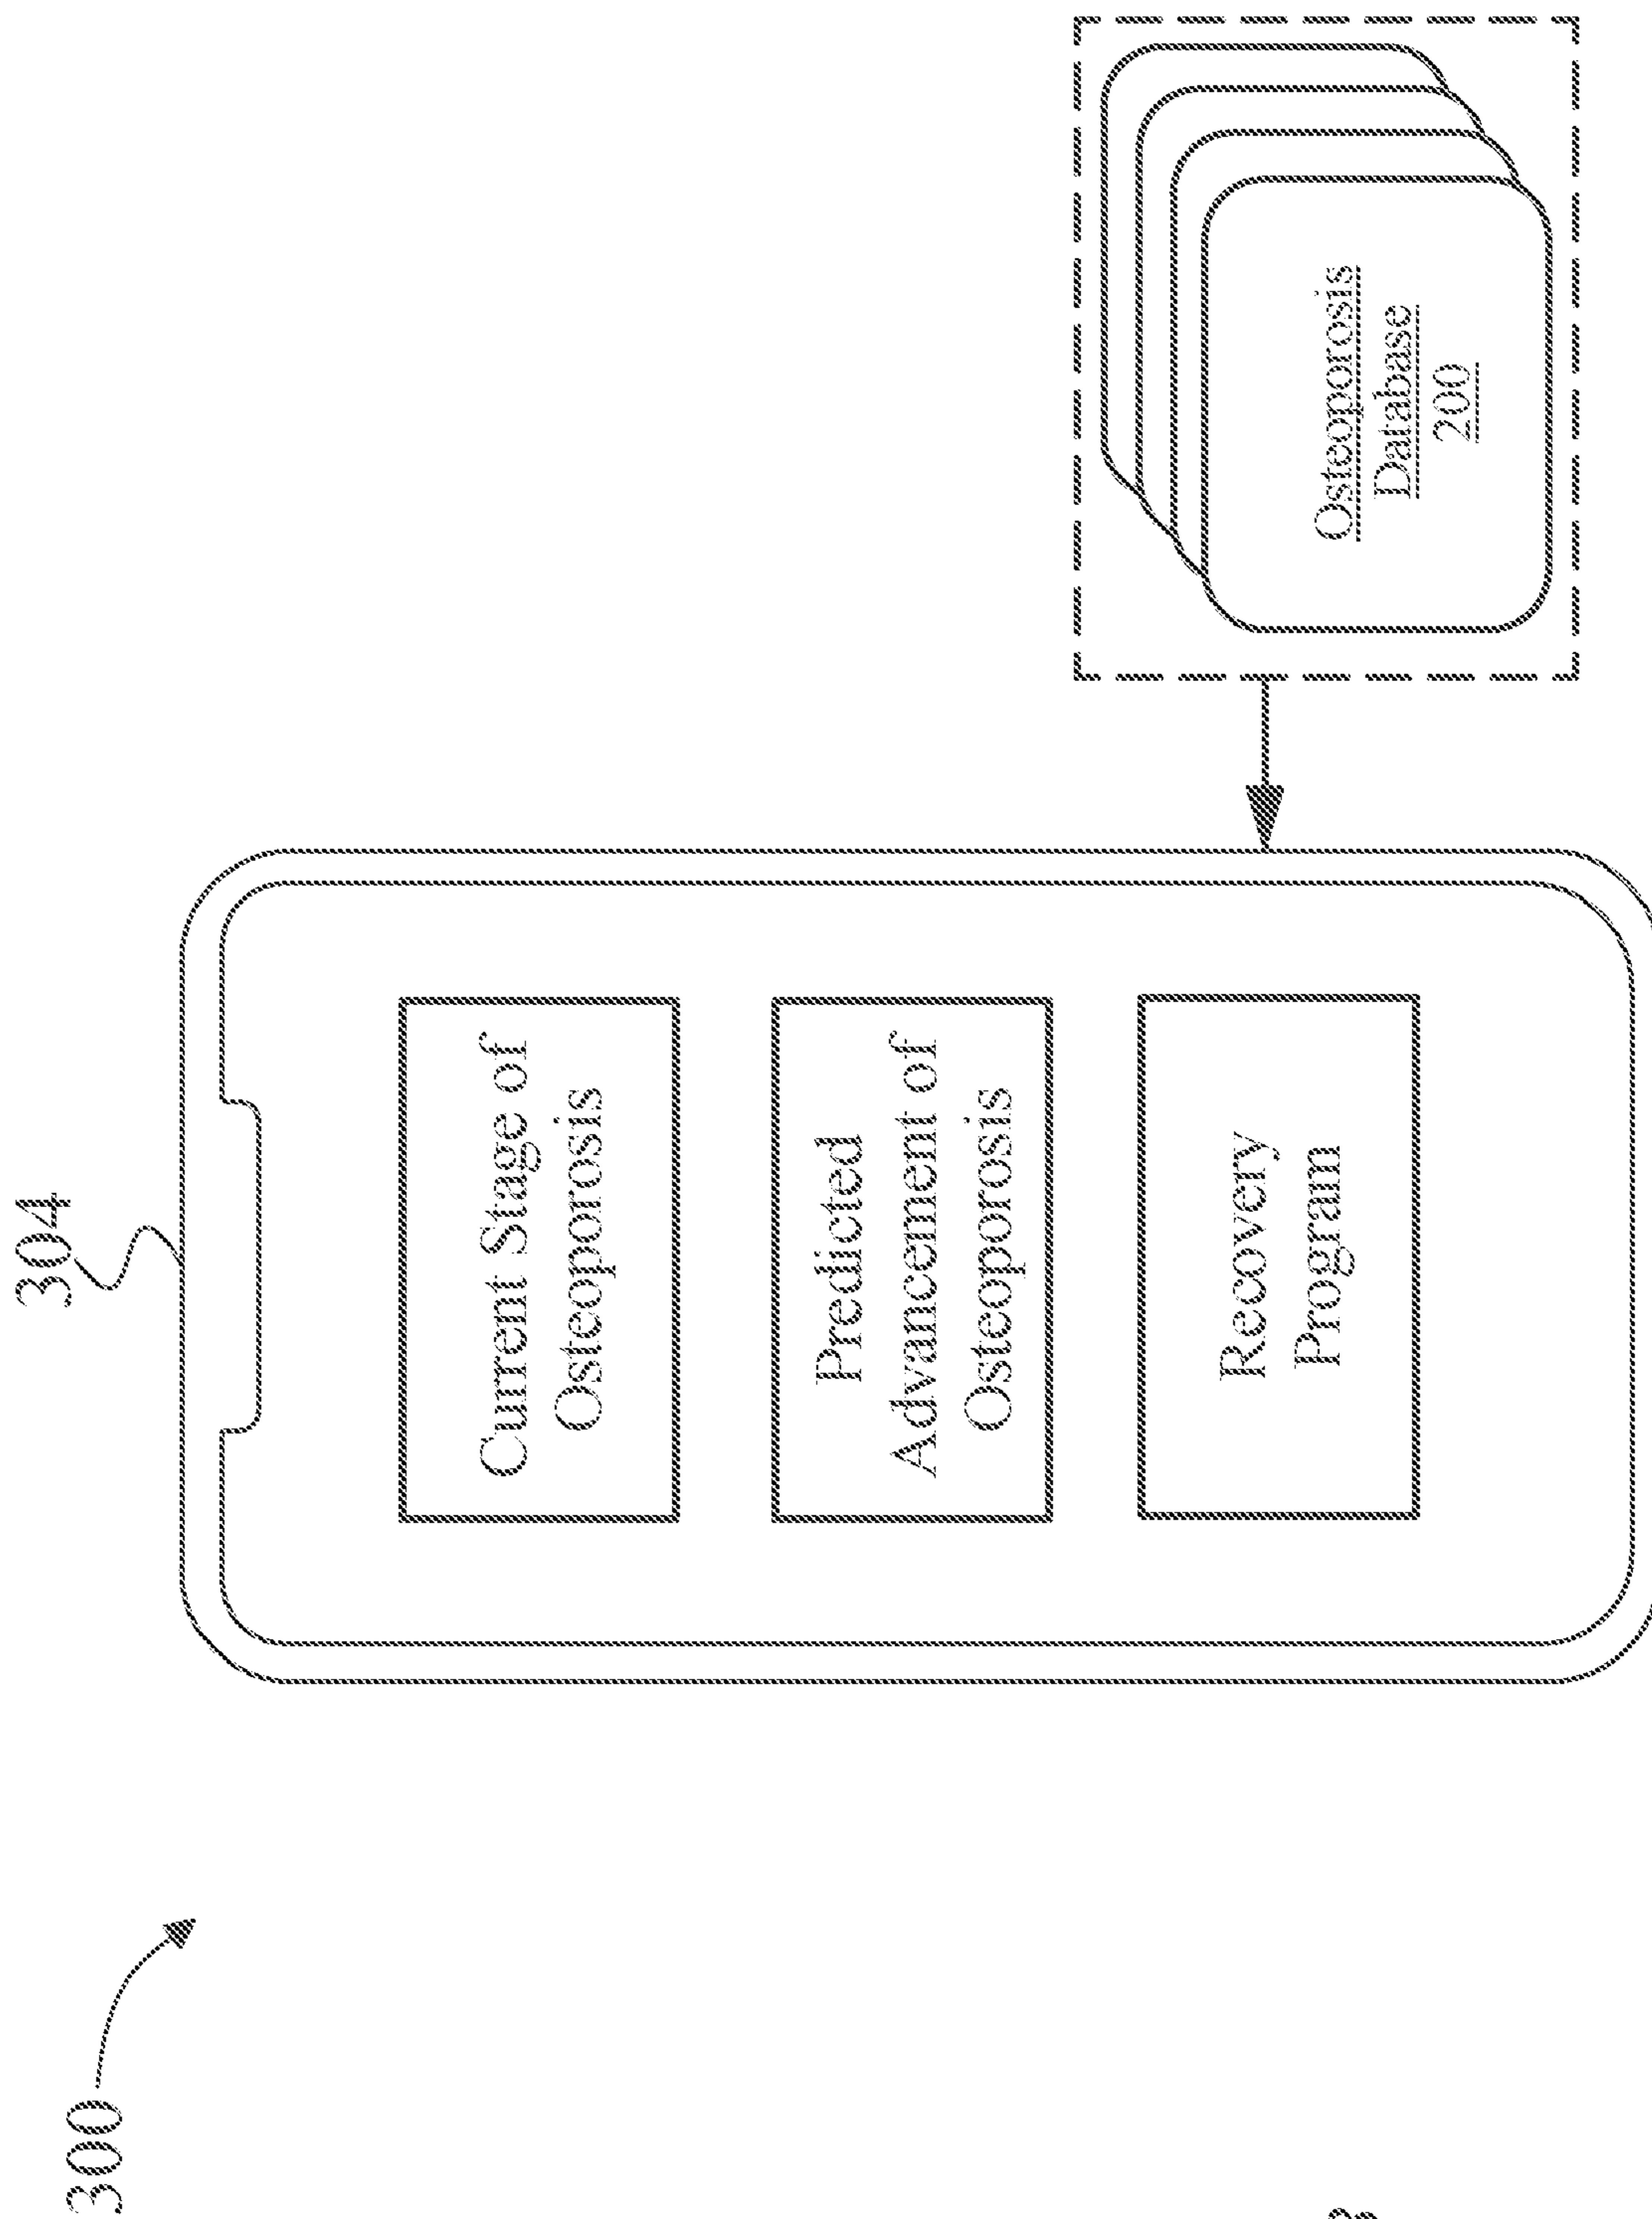 300
304
Current Stage of
Osteoporosis
Predicted
Advancement of
Osteoporosis
Recovery
Program
Osteoporosis
Database
200